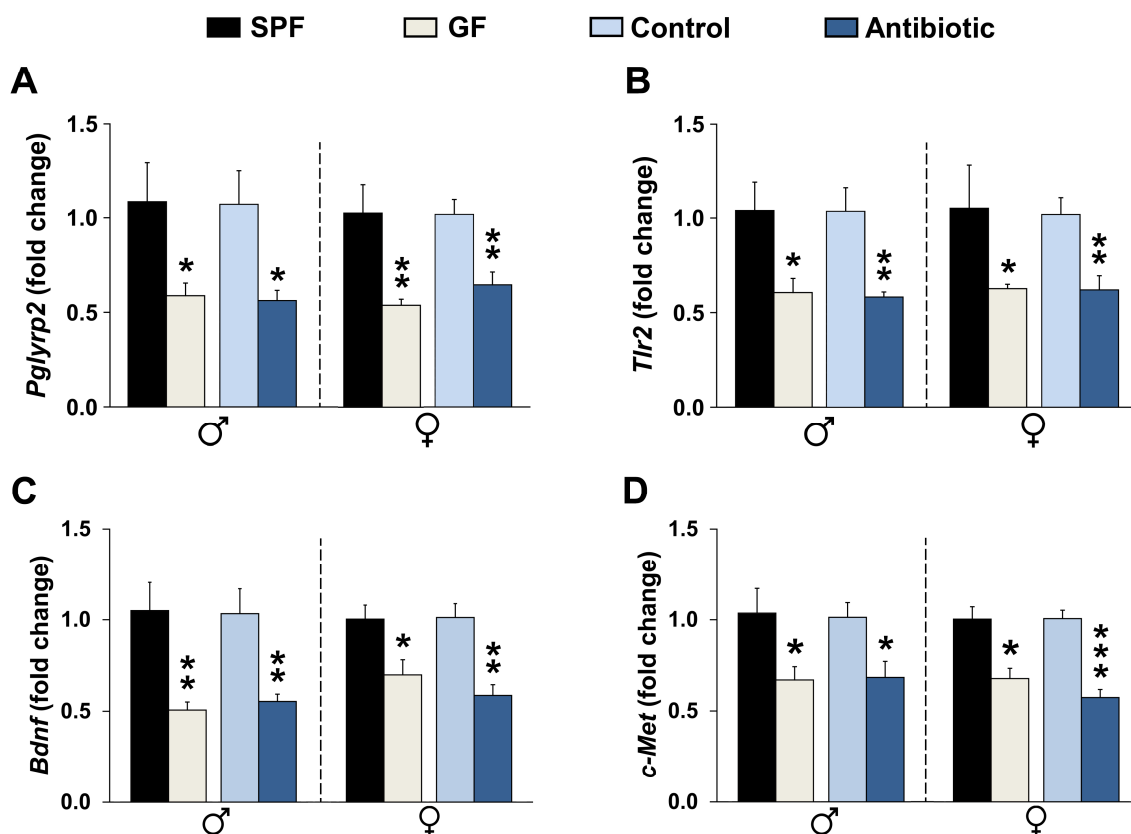 SPF GF Control Antibiotic
A
Pglyrp2 (fold change)
1.5
1.0
0.5
0.0
* * ** **
♂ ♀
B
Tlr2 (fold change)
1.5
1.0
0.5
0.0
* ** * **
♂ ♀
C
Bdnf (fold change)
1.5
1.0
0.5
0.0
** ** * **
♂ ♀
D
c-Met (fold change)
1.5
1.0
0.5
0.0
* * * ***
♂ ♀